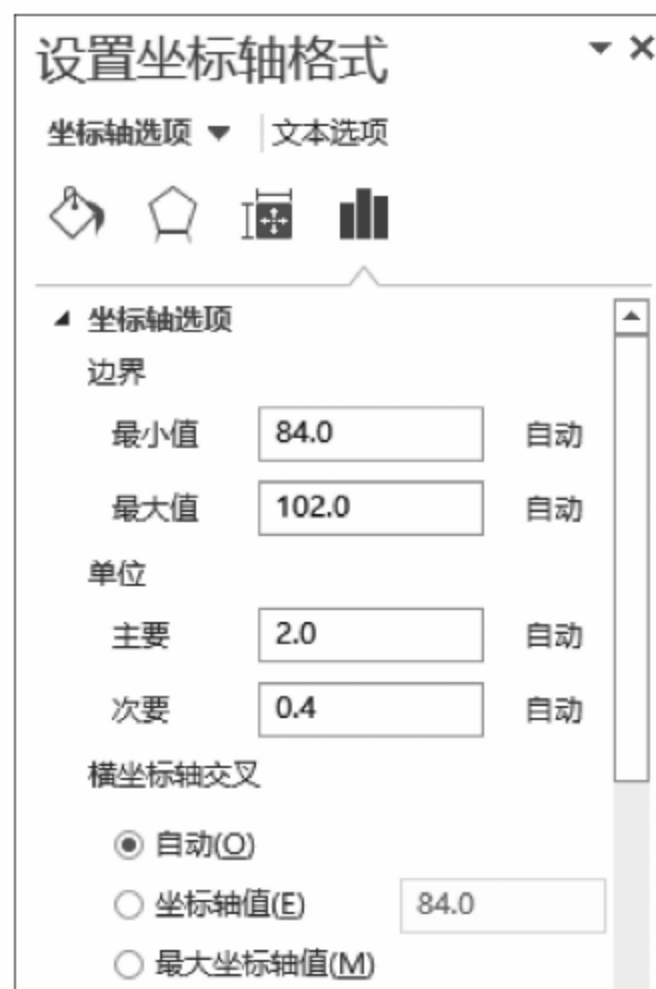 设置坐标轴格式
坐标轴选项 文本选项
坐标轴选项
边界
最小值 84.0 自动
最大值 102.0 自动
单位
主要 2.0 自动
次要 0.4 自动
横坐标轴交叉
自动(O)
坐标轴值(E) 84.0
最大坐标轴值(M)